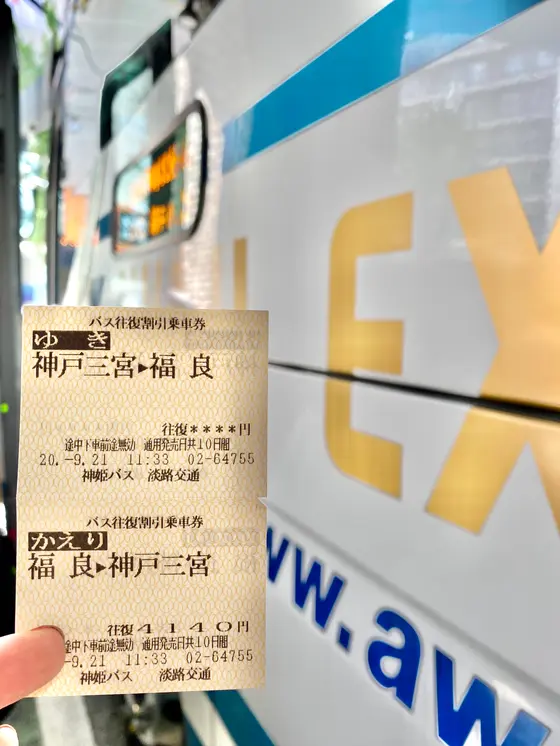 バス往復割引乗車券
ゆき
神戸三宮▸福良
往復****円
途中下車前途無効 通用発売日共10日間
20.-9.21 11:33 02-64755
神姫バス 淡路交通
バス往復割引乗車券
かえり
福良▸神戸三宮
往復4140円
途中下車前途無効 通用発売日共10日間
-9.21 11:33 02-64755
神姫バス 淡路交通
EX
ww.aw